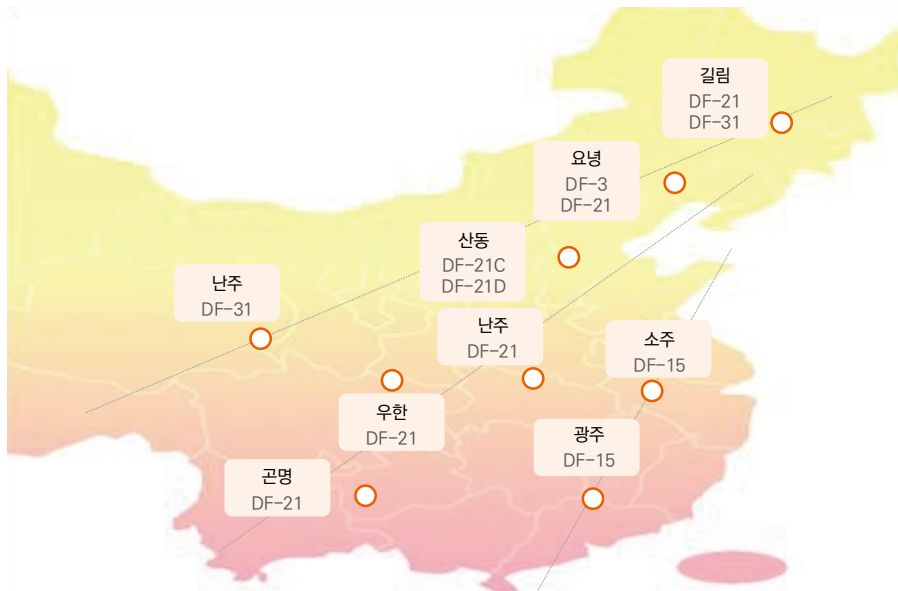 길림
DF-21
DF-31
요녕
DF-3
DF-21
산동
DF-21C
DF-21D
난주
DF-31
난주
DF-21
소주
DF-15
우한
DF-21
광주
DF-15
곤명
DF-21